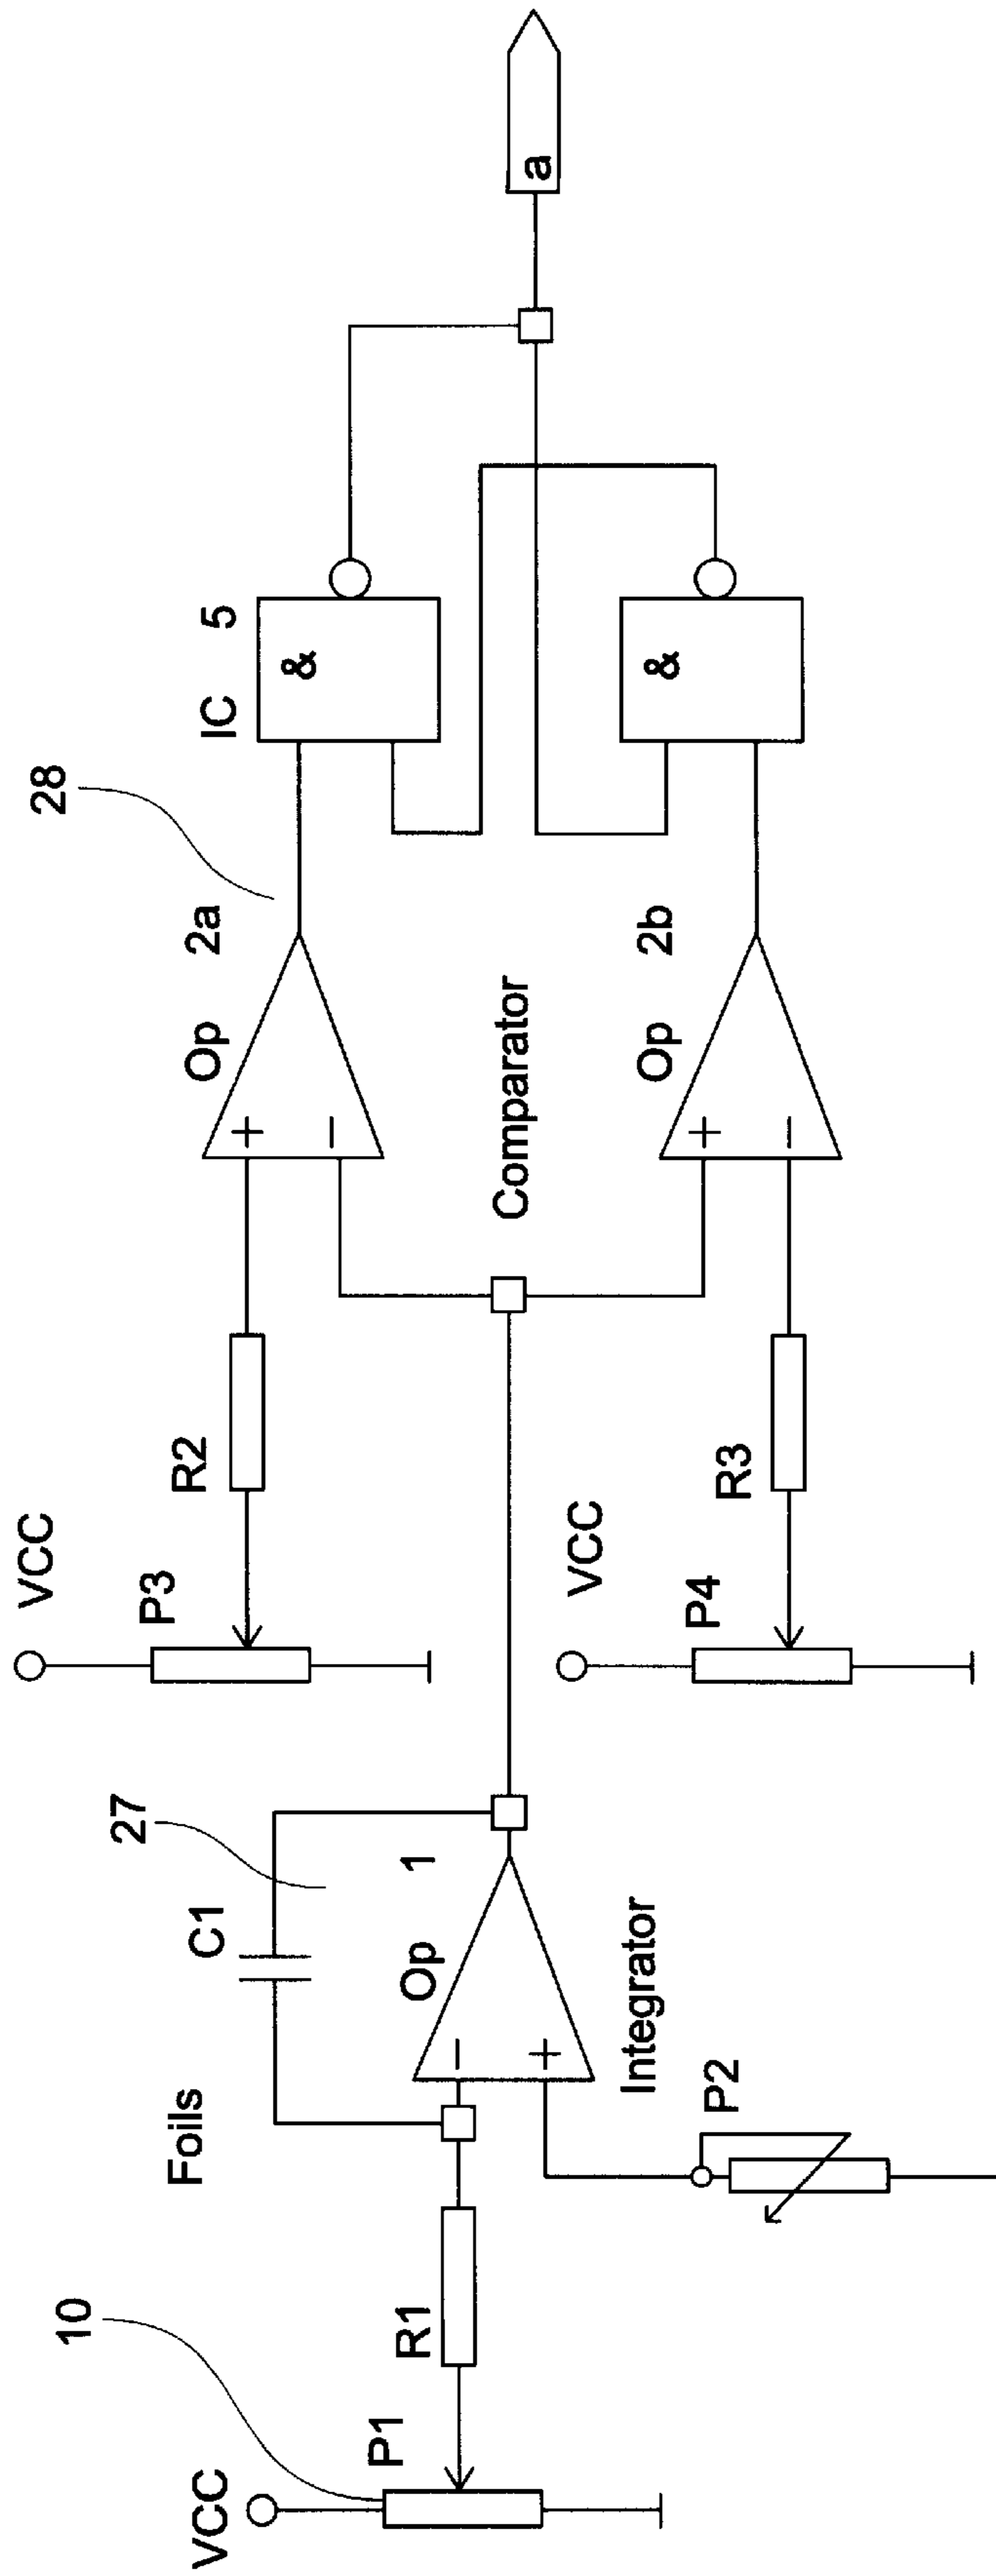 VCC
10
P1
R1
Foils
C1
27
Op 1
−
+
Integrator
P2
VCC
P3
R2
VCC
P4
R3
Op 2a
+
−
28
Comparator
Op 2b
+
−
IC 5
&
&
a